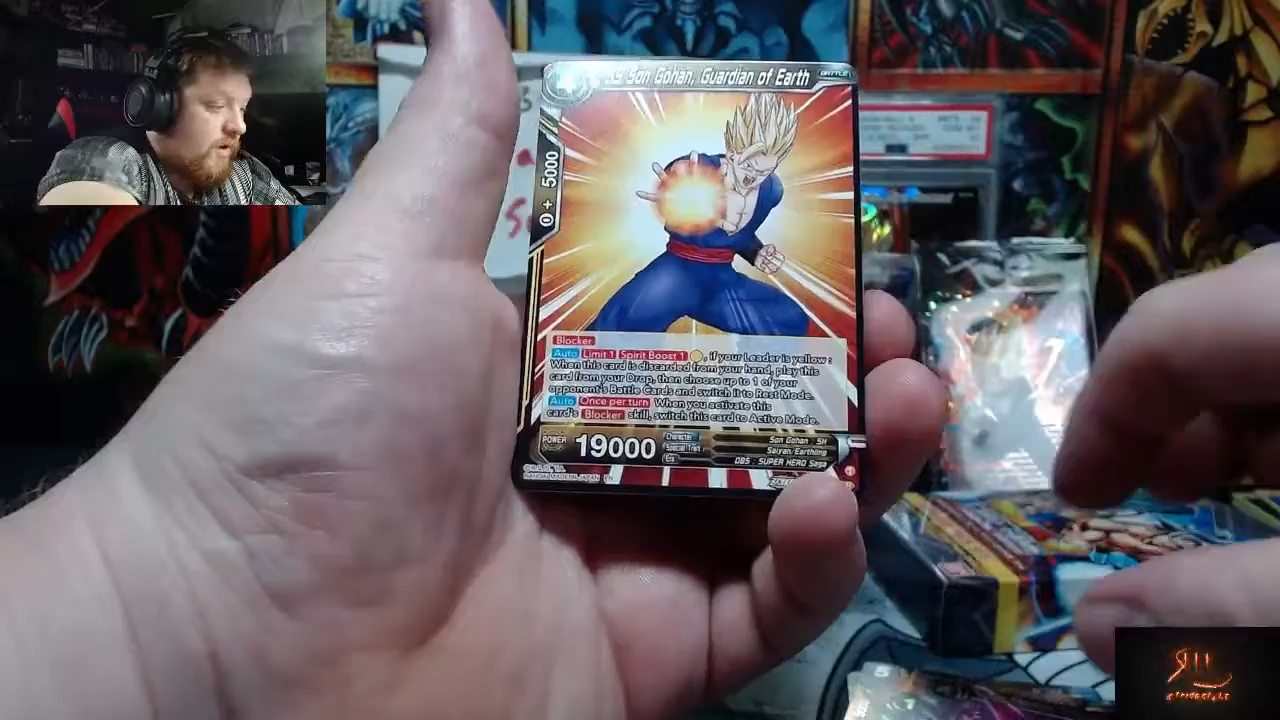 SS Son Gohan, Guardian of Earth
BATTLE
0 + 5000
Blocker
Auto Limit 1 Spirit Boost 1 , if your Leader is yellow :
When this card is discarded from your hand, play this
card from your Drop, then choose up to 1 of your
opponent's Battle Cards and switch it to Rest Mode.
Auto Once per turn When you activate this
card's Blocker skill, switch this card to Active Mode.
POWER 19000
Character Son Gohan : SH
Special Trait Saiyan/Earthling
Era DBS : SUPER HERO Saga